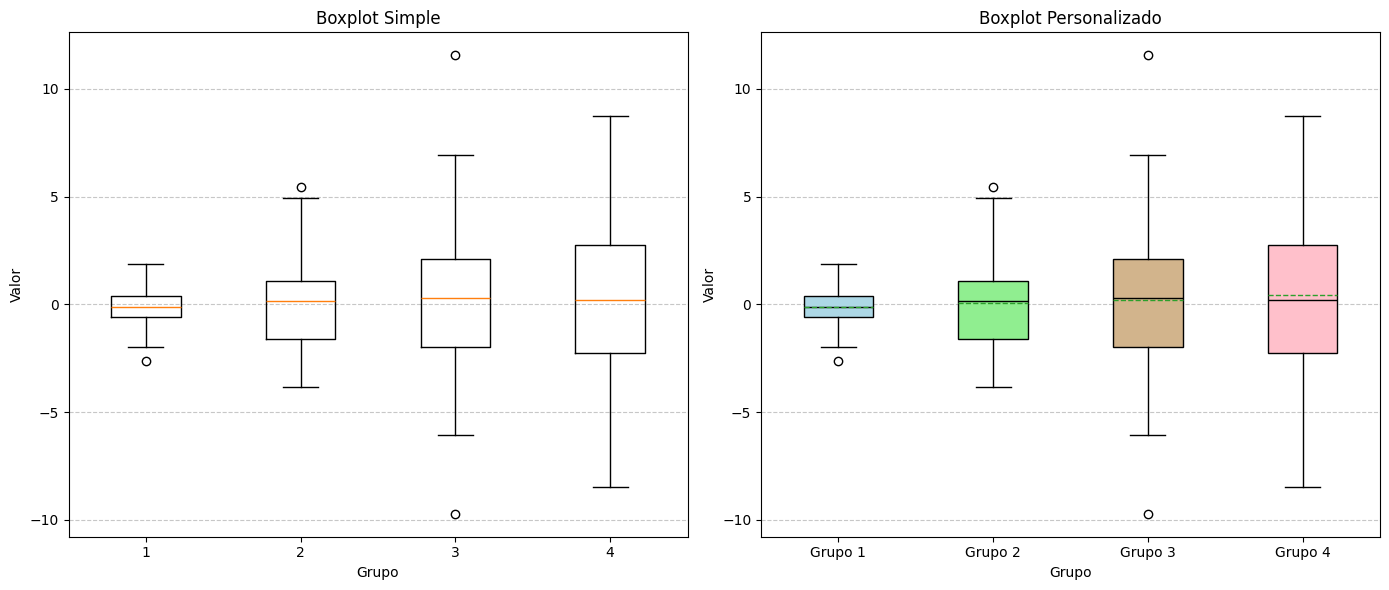 Boxplot Simple
Valor
10
5
0
−5
−10
1 2 3 4
Grupo
Boxplot Personalizado
Valor
10
5
0
−5
−10
Grupo 1 Grupo 2 Grupo 3 Grupo 4
Grupo